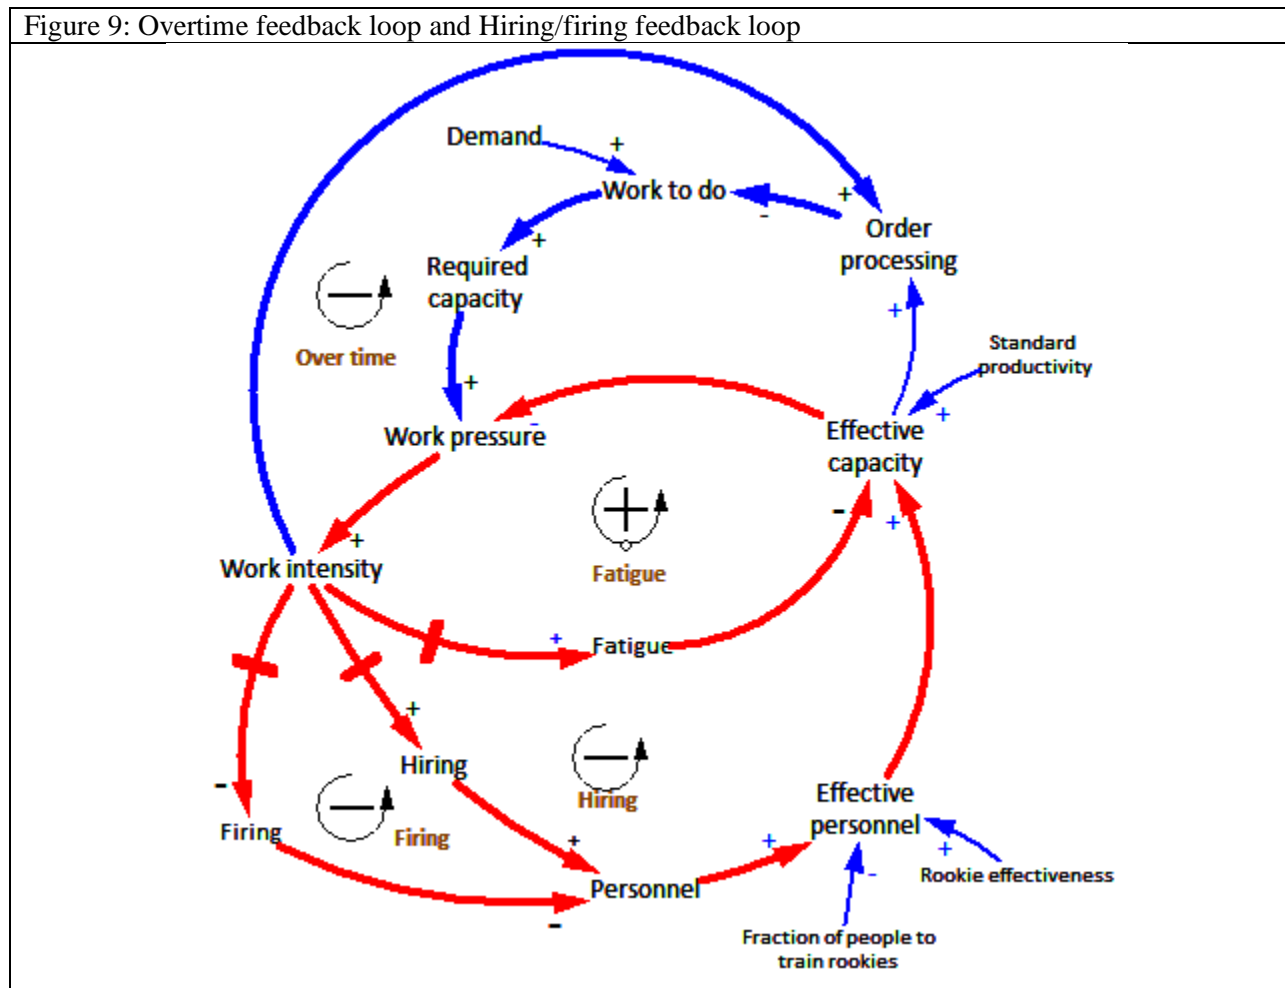 Figure 9: Overtime feedback loop and Hiring/firing feedback loop
Demand
+
Work to do
+
-
Order
processing
+
Required
capacity
Over time
+
Standard
productivity
+
+
-
Work pressure
Effective
capacity
-
+
+
Work intensity
Fatigue
+
Fatigue
+
Hiring
Hiring
-
Firing
Firing
Effective
personnel
+
+
+
-
Rookie effectiveness
Personnel
-
Fraction of people to
train rookies